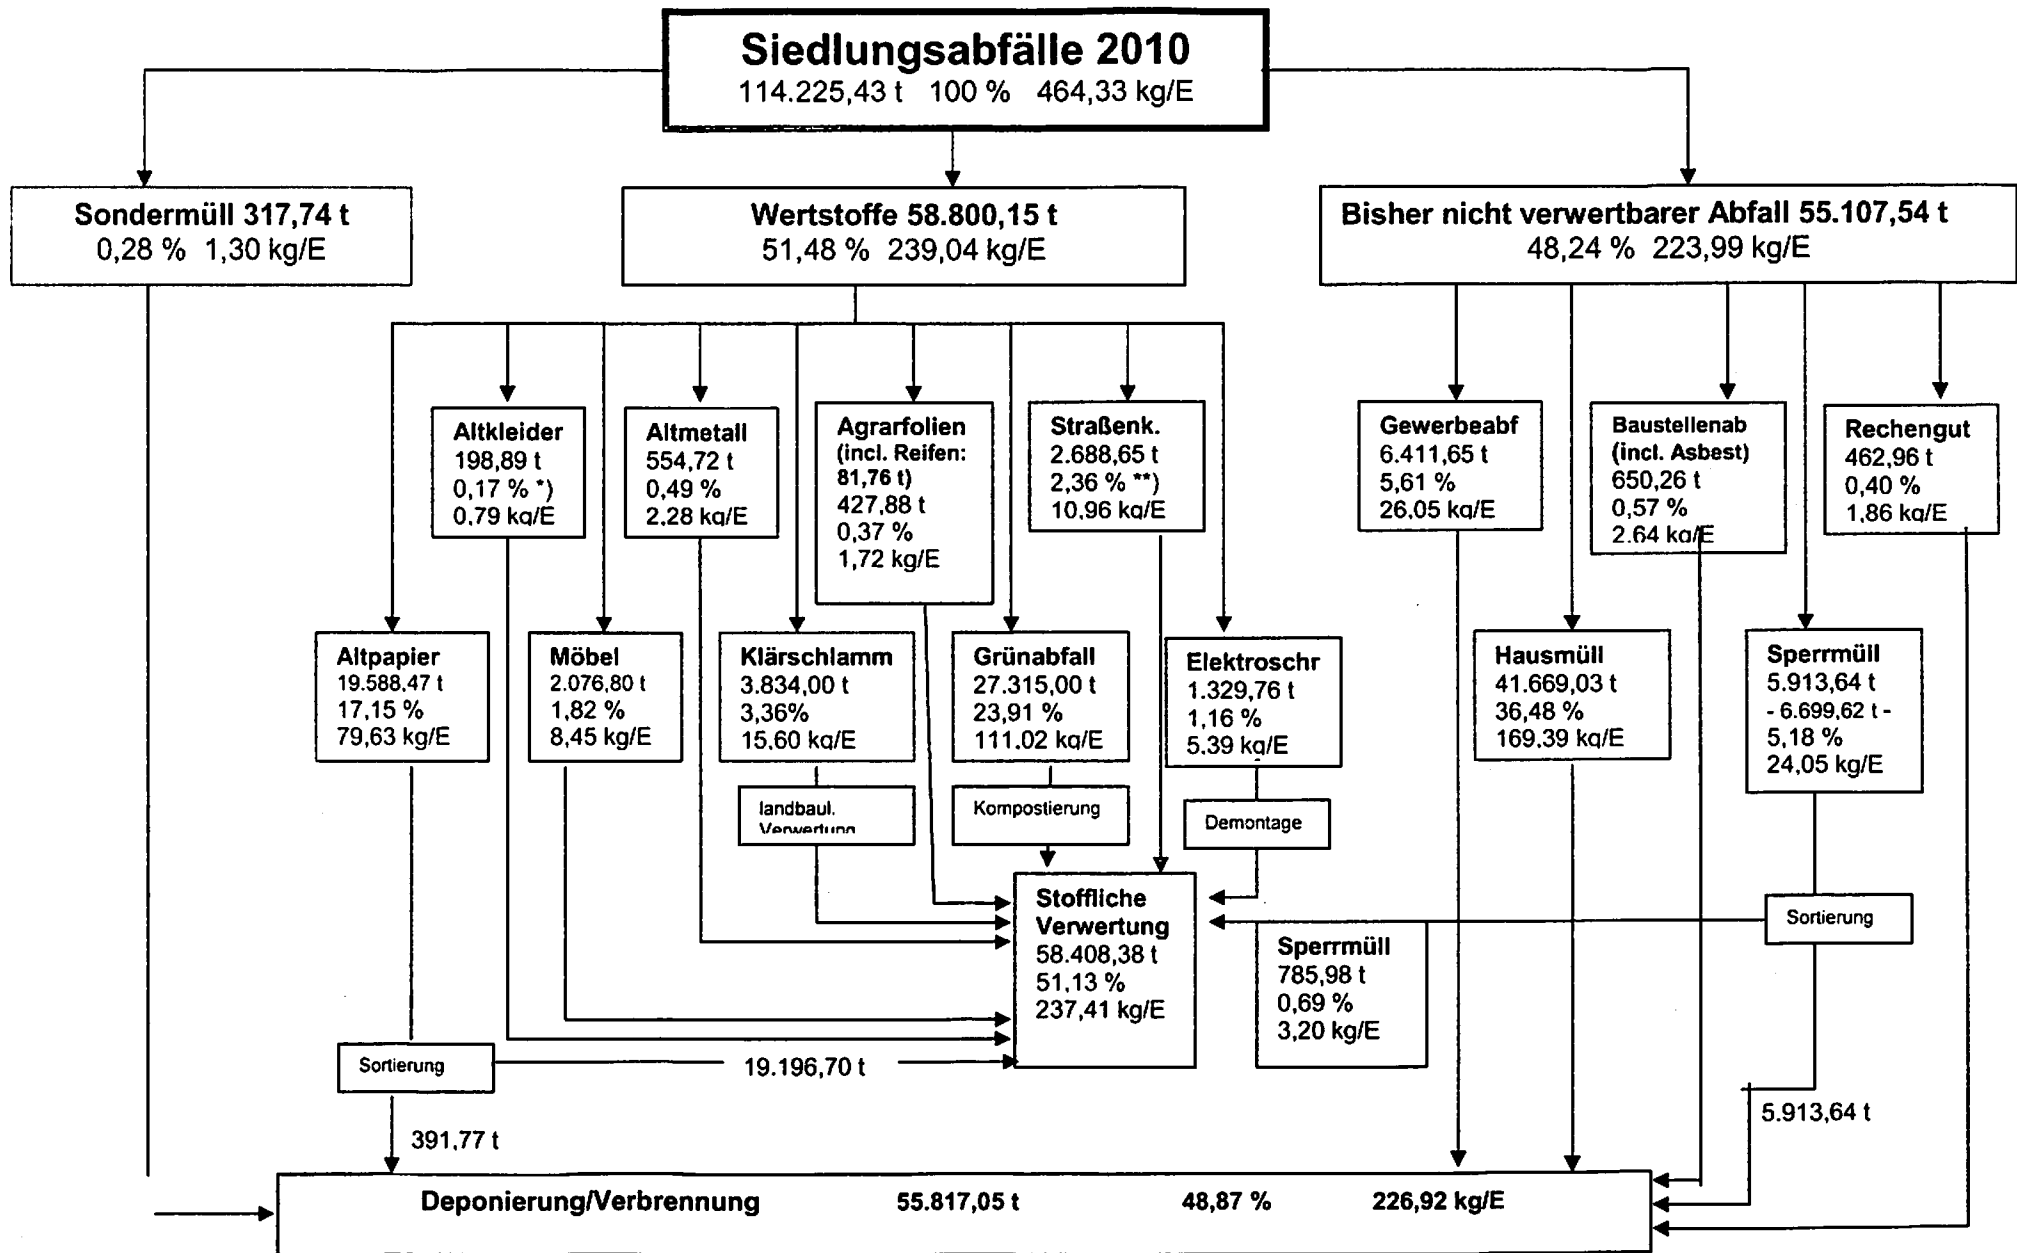 Siedlungsabfälle 2010
114.225,43 t 100 % 464,33 kg/E
Sondermüll 317,74 t
0,28 % 1,30 kg/E
Wertstoffe 58.800,15 t
51,48 % 239,04 kg/E
Bisher nicht verwertbarer Abfall 55.107,54 t
48,24 % 223,99 kg/E
Altkleider
198,89 t
0,17 % *)
0,79 kg/E
Altmetall
554,72 t
0,49 %
2,28 kg/E
Agrarfolien
(incl. Reifen:
81,76 t)
427,88 t
0,37 %
1,72 kg/E
Straßenk.
2.688,65 t
2,36 % **)
10,96 kg/E
Gewerbeabf
6.411,65 t
5,61 %
26,05 kg/E
Baustellenab
(incl. Asbest)
650,26 t
0,57 %
2,64 kg/E
Rechengut
462,96 t
0,40 %
1,86 kg/E
Altpapier
19.588,47 t
17,15 %
79,63 kg/E
Möbel
2.076,80 t
1,82 %
8,45 kg/E
Klärschlamm
3.834,00 t
3,36%
15,60 kg/E
Grünabfall
27.315,00 t
23,91 %
111,02 kg/E
Elektroschr
1.329,76 t
1,16 %
5,39 kg/E
Hausmüll
41.669,03 t
36,48 %
169,39 kg/E
Sperrmüll
5.913,64 t
- 6.699,62 t -
5,18 %
24,05 kg/E
landbaul.
Verwertung
Kompostierung
Demontage
Stoffliche
Verwertung
58.408,38 t
51,13 %
237,41 kg/E
Sperrmüll
785,98 t
0,69 %
3,20 kg/E
Sortierung
Sortierung
19.196,70 t
391,77 t
5.913,64 t
Deponierung/Verbrennung 55.817,05 t 48,87 % 226,92 kg/E